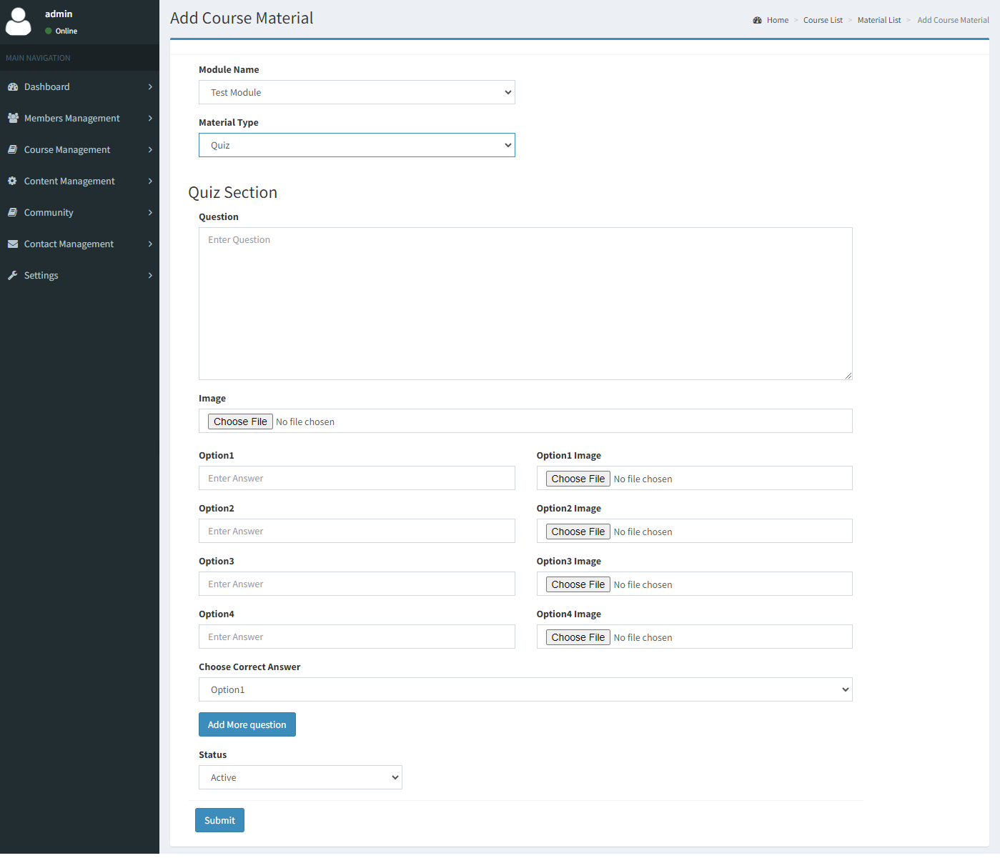 admin
Online
MAIN NAVIGATION
Dashboard
Members Management
Course Management
Content Management
Community
Contact Management
Settings
Add Course Material
Home > Course List > Material List > Add Course Material
Module Name
Test Module
Material Type
Quiz
Quiz Section
Question
Enter Question
Image
Choose File No file chosen
Option1 Option1 Image
Enter Answer Choose File No file chosen
Option2 Option2 Image
Enter Answer Choose File No file chosen
Option3 Option3 Image
Enter Answer Choose File No file chosen
Option4 Option4 Image
Enter Answer Choose File No file chosen
Choose Correct Answer
Option1
Add More question
Status
Active
Submit